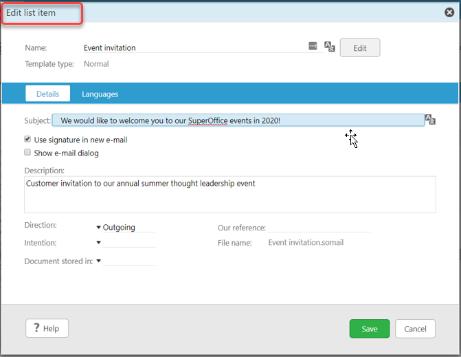 Edit list item
Name: Event invitation Edit
Template type: Normal
Details Languages
Subject: We would like to welcome you to our SuperOffice events in 2020!
Use signature in new e-mail
Show e-mail dialog
Description:
Customer invitation to our annual summer thought leadership event
Direction: Outgoing Our reference:
Intention: File name: Event invitation.somail
Document stored in:
? Help Save Cancel